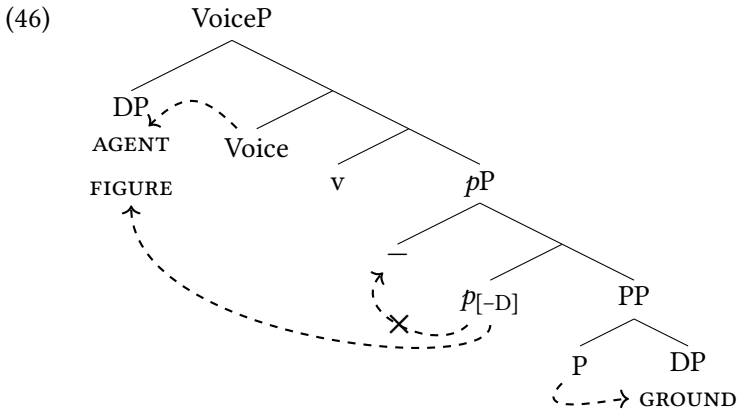 (46) VoiceP
DP
AGENT
Voice
FIGURE
v
pP
—
p[–D]
PP
P
DP
GROUND